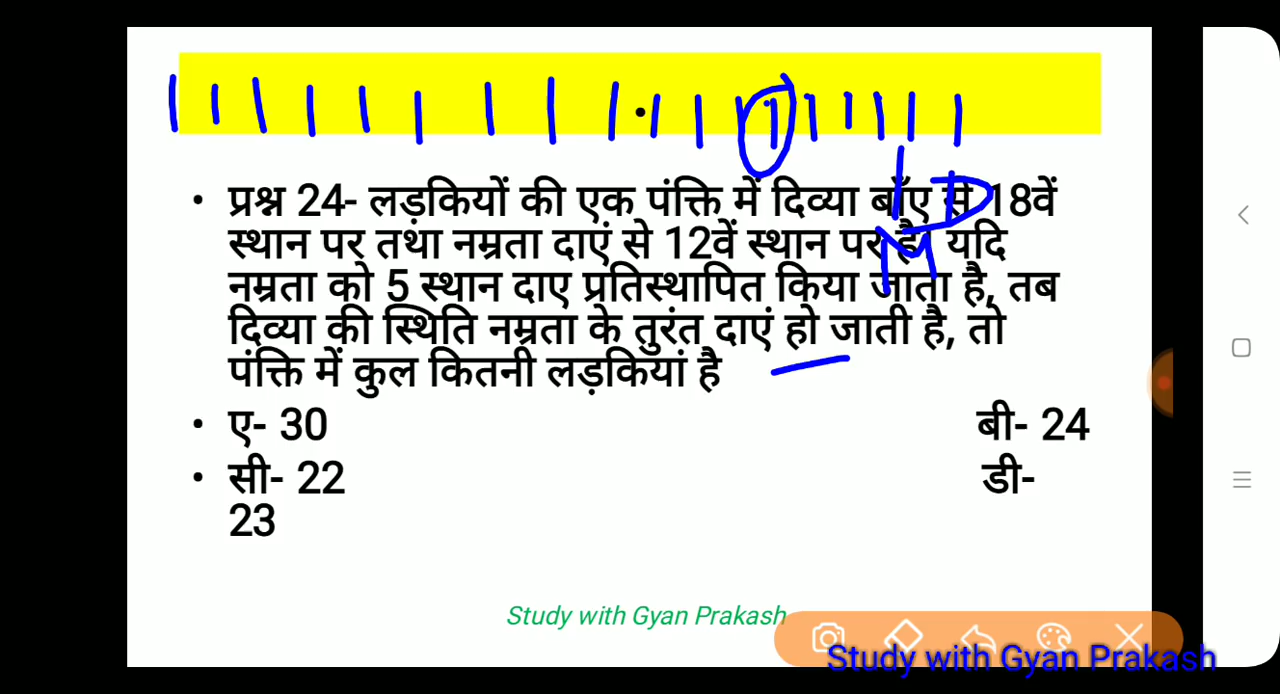 D
M
• प्रश्न 24- लड़कियों की एक पंक्ति में दिव्या बॉए से 18वें
स्थान पर तथा नम्रता दाएं से 12वें स्थान पर है। यदि
नम्रता को 5 स्थान दाए प्रतिस्थापित किया जाता है, तब
दिव्या की स्थिति नम्रता के तुरंत दाएं हो जाती है, तो
पंक्ति में कुल कितनी लड़कियां है
• ए- 30 बी- 24
• सी- 22 डी-
23
Study with Gyan Prakash
Study with Gyan Prakash